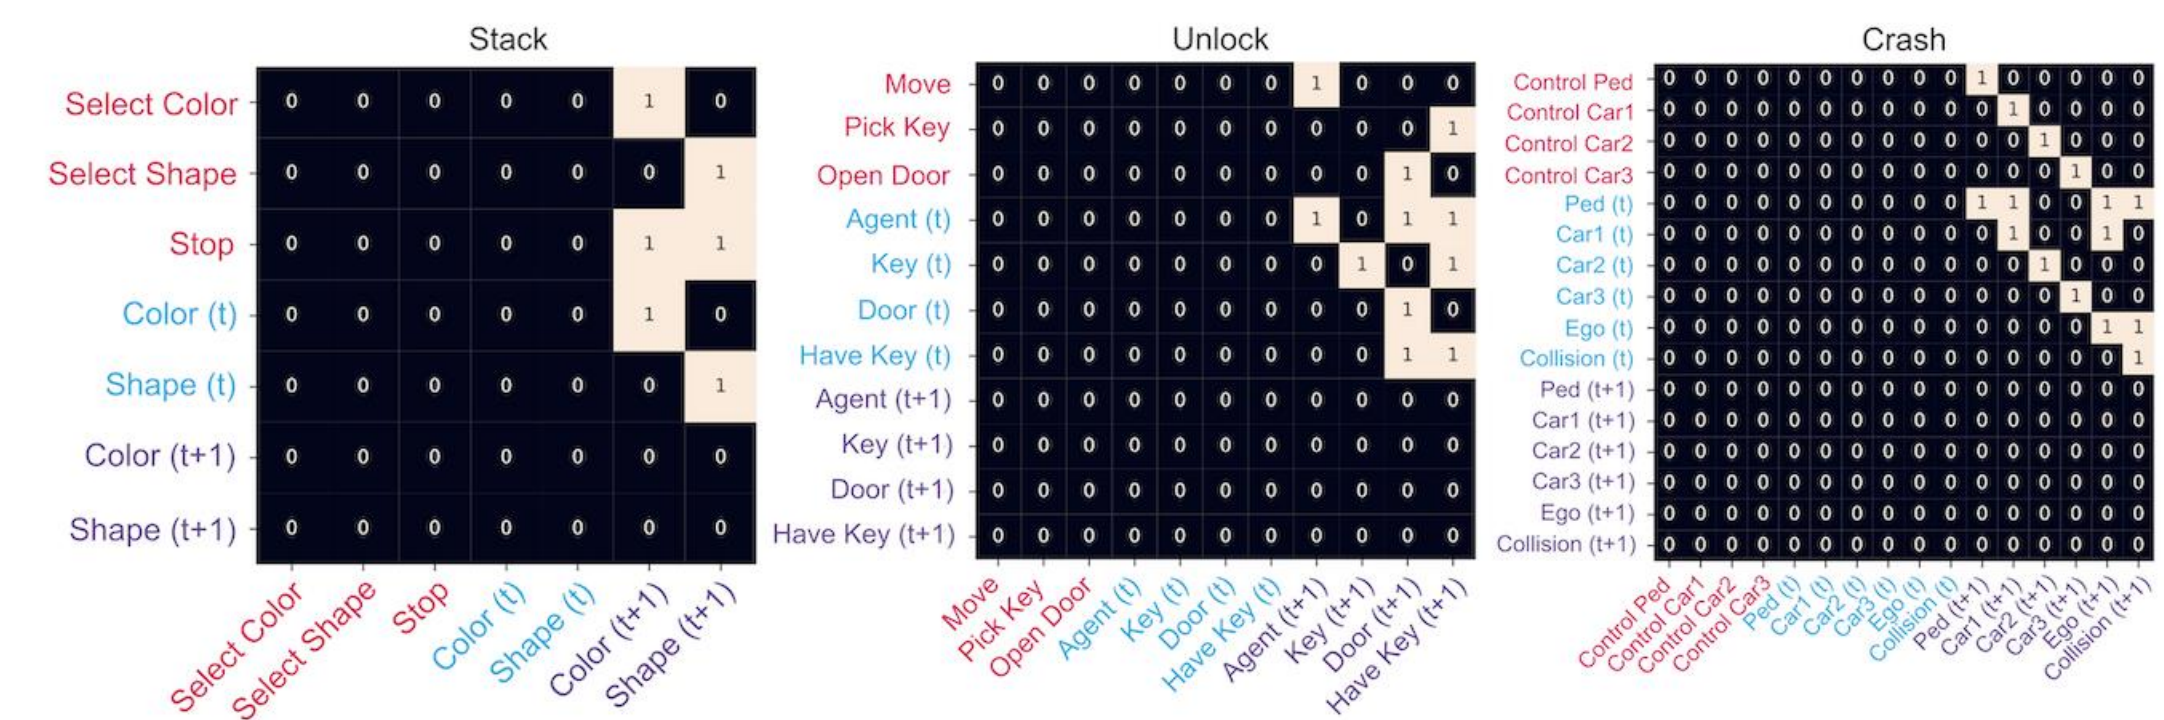 Stack
Select Color 0 0 0 0 0 1 0
Select Shape 0 0 0 0 0 0 1
Stop 0 0 0 0 0 1 1
Color (t) 0 0 0 0 0 1 0
Shape (t) 0 0 0 0 0 0 1
Color (t+1) 0 0 0 0 0 0 0
Shape (t+1) 0 0 0 0 0 0 0
Select Color Select Shape Stop Color (t) Shape (t) Color (t+1) Shape (t+1)
Unlock
Move 0 0 0 0 0 0 0 1 0 0 0
Pick Key 0 0 0 0 0 0 0 0 0 0 1
Open Door 0 0 0 0 0 0 0 0 0 1 0
Agent (t) 0 0 0 0 0 0 0 1 0 1 1
Key (t) 0 0 0 0 0 0 0 0 1 0 1
Door (t) 0 0 0 0 0 0 0 0 0 1 0
Have Key (t) 0 0 0 0 0 0 0 0 0 1 1
Agent (t+1) 0 0 0 0 0 0 0 0 0 0 0
Key (t+1) 0 0 0 0 0 0 0 0 0 0 0
Door (t+1) 0 0 0 0 0 0 0 0 0 0 0
Have Key (t+1) 0 0 0 0 0 0 0 0 0 0 0
Move Pick Key Open Door Agent (t) Key (t) Door (t) Have Key (t) Agent (t+1) Key (t+1) Door (t+1) Have Key (t+1)
Crash
Control Ped 0 0 0 0 0 0 0 0 0 0 1 0 0 0 0 0
Control Car1 0 0 0 0 0 0 0 0 0 0 0 1 0 0 0 0
Control Car2 0 0 0 0 0 0 0 0 0 0 0 0 1 0 0 0
Control Car3 0 0 0 0 0 0 0 0 0 0 0 0 0 1 0 0
Ped (t) 0 0 0 0 0 0 0 0 0 0 1 1 0 0 1 1
Car1 (t) 0 0 0 0 0 0 0 0 0 0 0 1 0 0 1 0
Car2 (t) 0 0 0 0 0 0 0 0 0 0 0 0 1 0 0 0
Car3 (t) 0 0 0 0 0 0 0 0 0 0 0 0 0 1 0 0
Ego (t) 0 0 0 0 0 0 0 0 0 0 0 0 0 0 1 1
Collision (t) 0 0 0 0 0 0 0 0 0 0 0 0 0 0 0 1
Ped (t+1) 0 0 0 0 0 0 0 0 0 0 0 0 0 0 0 0
Car1 (t+1) 0 0 0 0 0 0 0 0 0 0 0 0 0 0 0 0
Car2 (t+1) 0 0 0 0 0 0 0 0 0 0 0 0 0 0 0 0
Car3 (t+1) 0 0 0 0 0 0 0 0 0 0 0 0 0 0 0 0
Ego (t+1) 0 0 0 0 0 0 0 0 0 0 0 0 0 0 0 0
Collision (t+1) 0 0 0 0 0 0 0 0 0 0 0 0 0 0 0 0
Control Ped Control Car1 Control Car2 Control Car3 Ped (t) Car1 (t) Car2 (t) Car3 (t) Ego (t) Collision (t) Ped (t+1) Car1 (t+1) Car2 (t+1) Car3 (t+1) Ego (t+1) Collision (t+1)